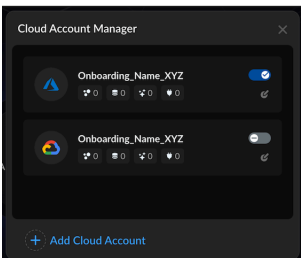 Cloud Account Manager
Onboarding_Name_XYZ
0 0 0 0
Onboarding_Name_XYZ
0 0 0 0
Add Cloud Account